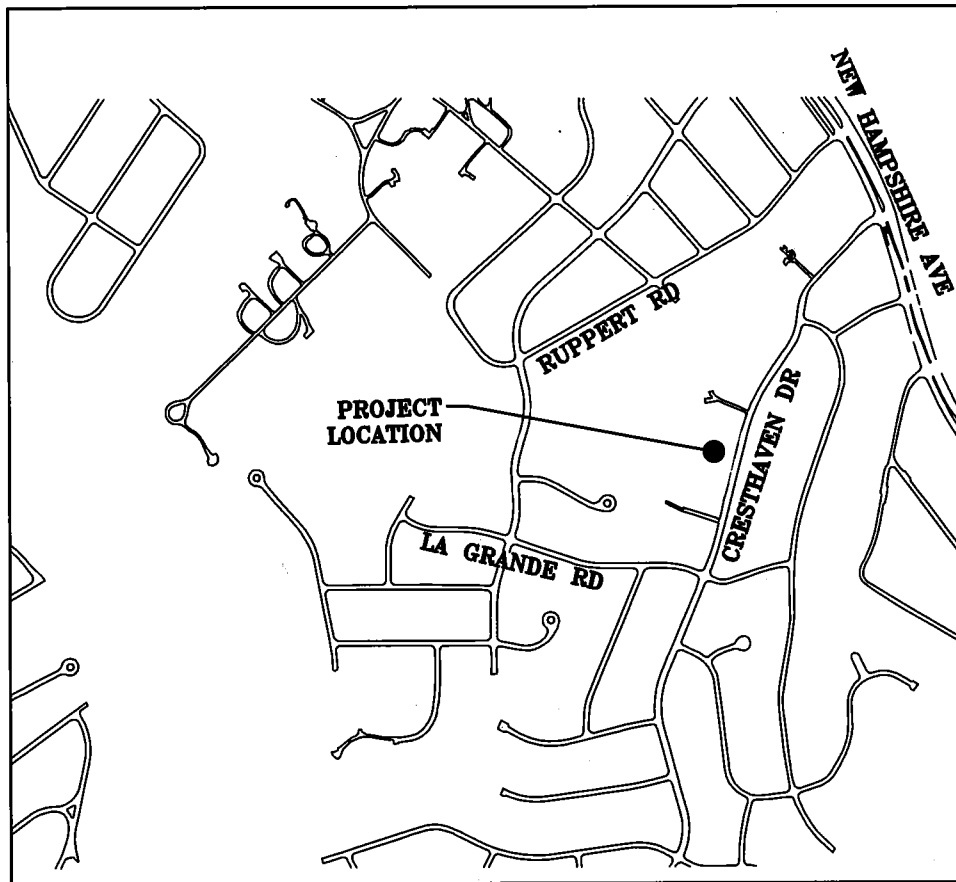 NEW HAMPSHIRE AVE
RUPPERT RD
PROJECT
LOCATION
CRESTHAVEN DR
LA GRANDE RD